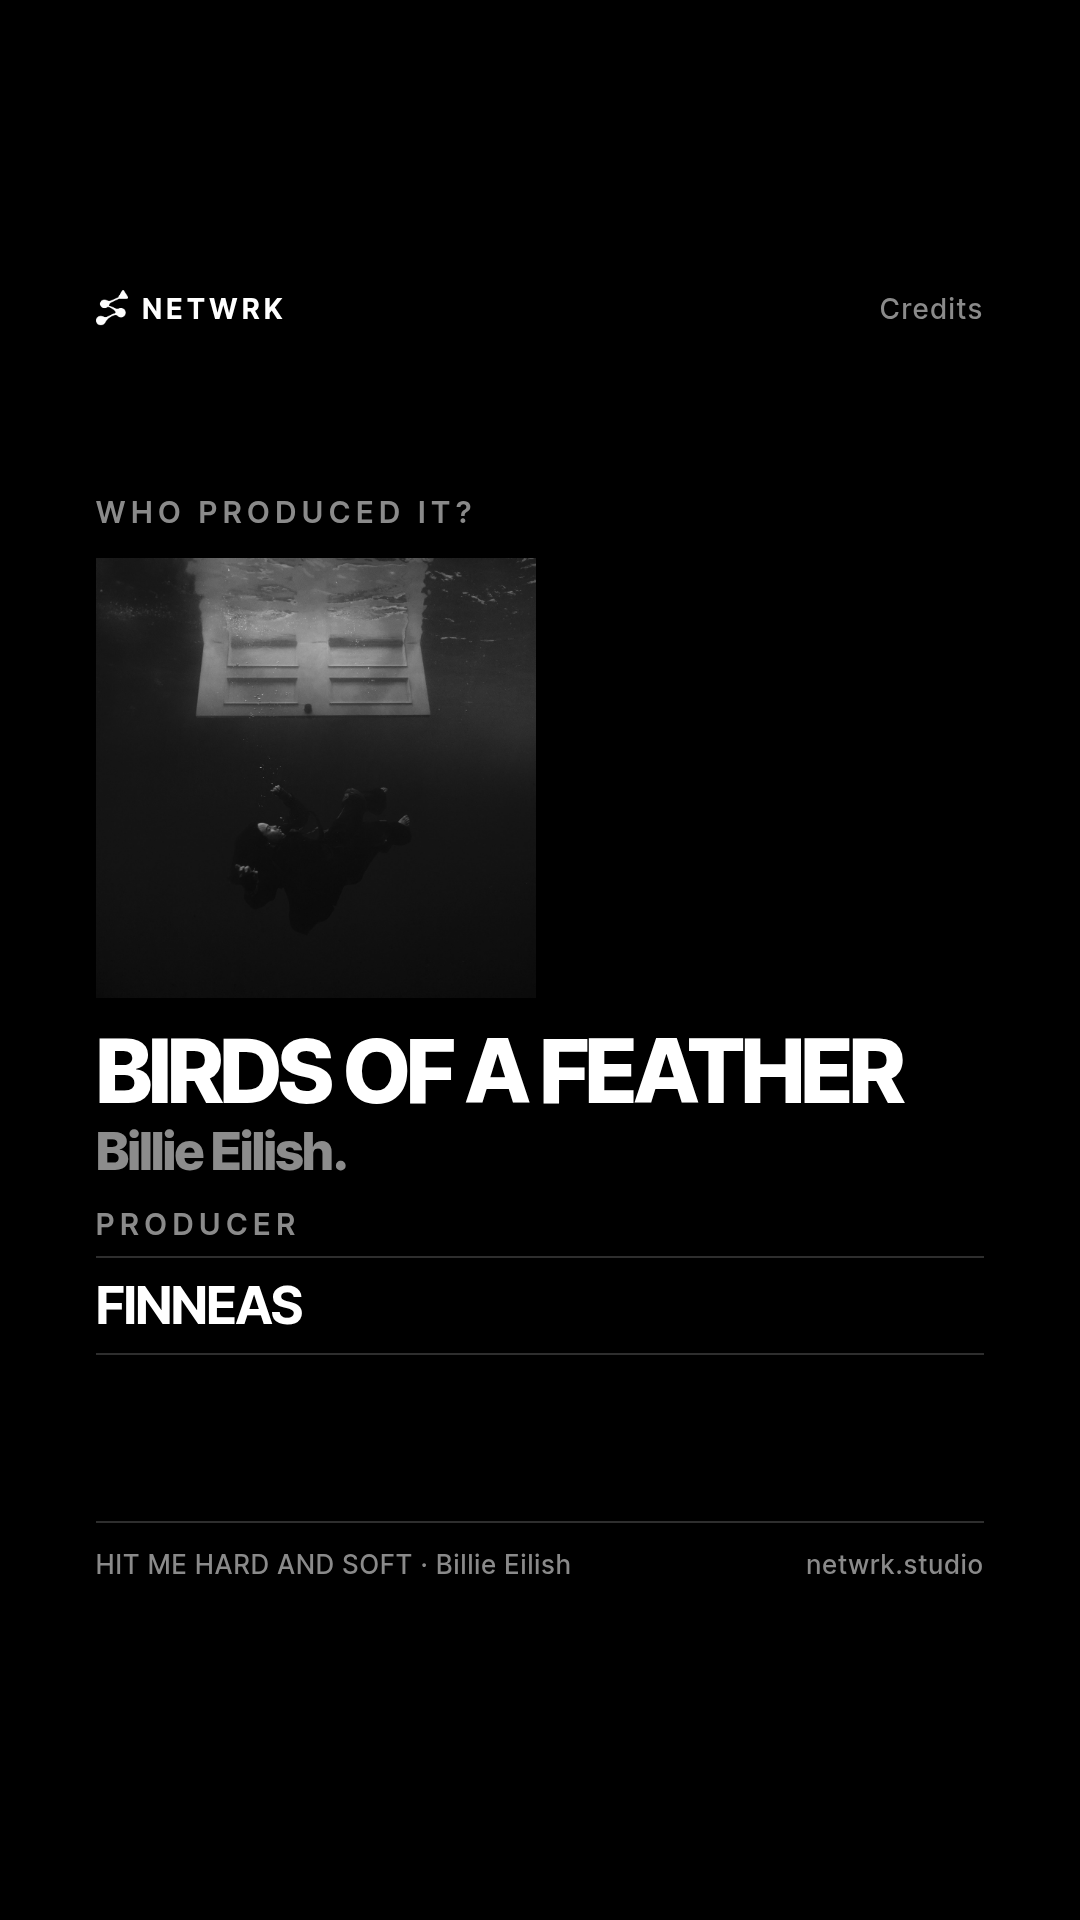 NETWRK
Credits
WHO PRODUCED IT?
BIRDS OF A FEATHER
Billie Eilish.
PRODUCER
FINNEAS
HIT ME HARD AND SOFT · Billie Eilish
netwrk.studio